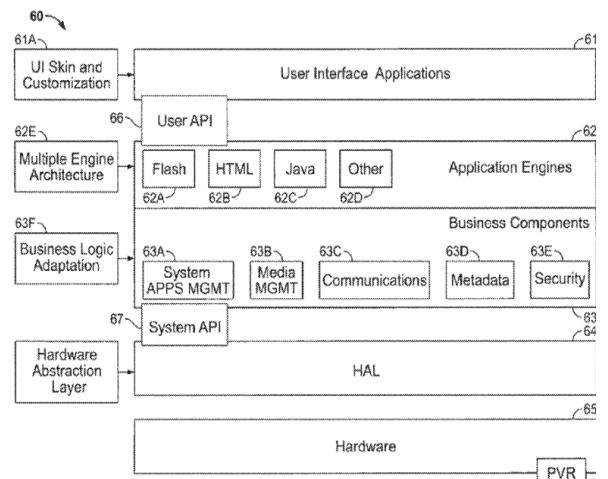 60
61A
61
UI Skin and
Customization
User Interface Applications
66
User API
62E
62
Multiple Engine
Architecture
Flash
HTML
Java
Other
Application Engines
62A
62B
62C
62D
63F
Business Components
Business Logic
Adaptation
63A
63B
63C
63D
63E
System
APPS MGMT
Media
MGMT
Communications
Metadata
Security
67
System API
63
64
Hardware
Abstraction
Layer
HAL
65
Hardware
PVR